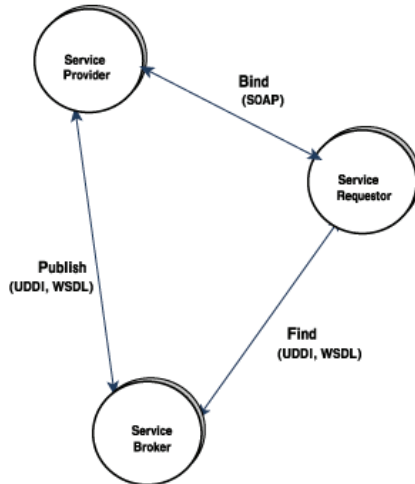 Service
Provider
Bind
(SOAP)
Service
Requestor
Publish
(UDDI, WSDL)
Find
(UDDI, WSDL)
Service
Broker